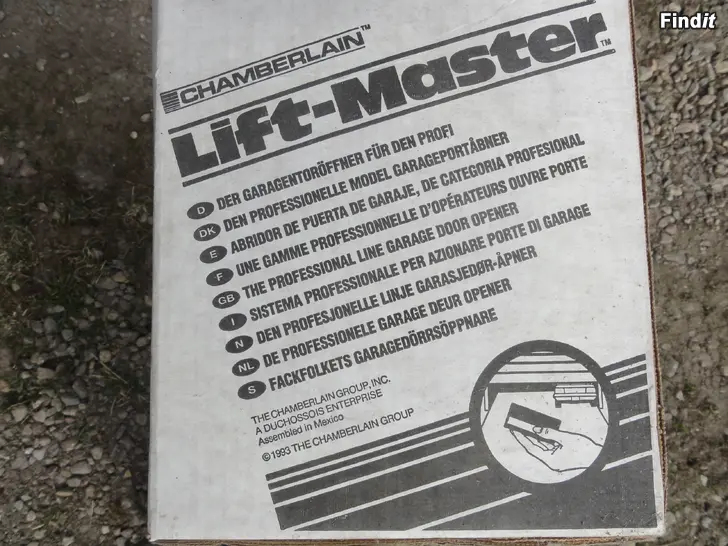 Findit
CHAMBERLAIN™
Lift-Master™
D DER GARAGENTORÖFFNER FÜR DEN PROFI
DK DEN PROFESSIONELLE MODEL GARAGEPORTÅBNER
E ABRIDOR DE PUERTA DE GARAJE, DE CATEGORIA PROFESIONAL
F UNE GAMME PROFESSIONNELLE D'OPÉRATEURS OUVRE PORTE
GB THE PROFESSIONAL LINE GARAGE DOOR OPENER
I SISTEMA PROFESSIONALE PER AZIONARE PORTE DI GARAGE
N DEN PROFESJONELLE LINJE GARASJEDØR-ÅPNER
NL DE PROFESSIONELE GARAGE DEUR OPENER
S FACKFOLKETS GARAGEDÖRRSÖPPNARE
THE CHAMBERLAIN GROUP, INC.
A DUCHOSSOIS ENTERPRISE
Assembled in Mexico
©1993 THE CHAMBERLAIN GROUP